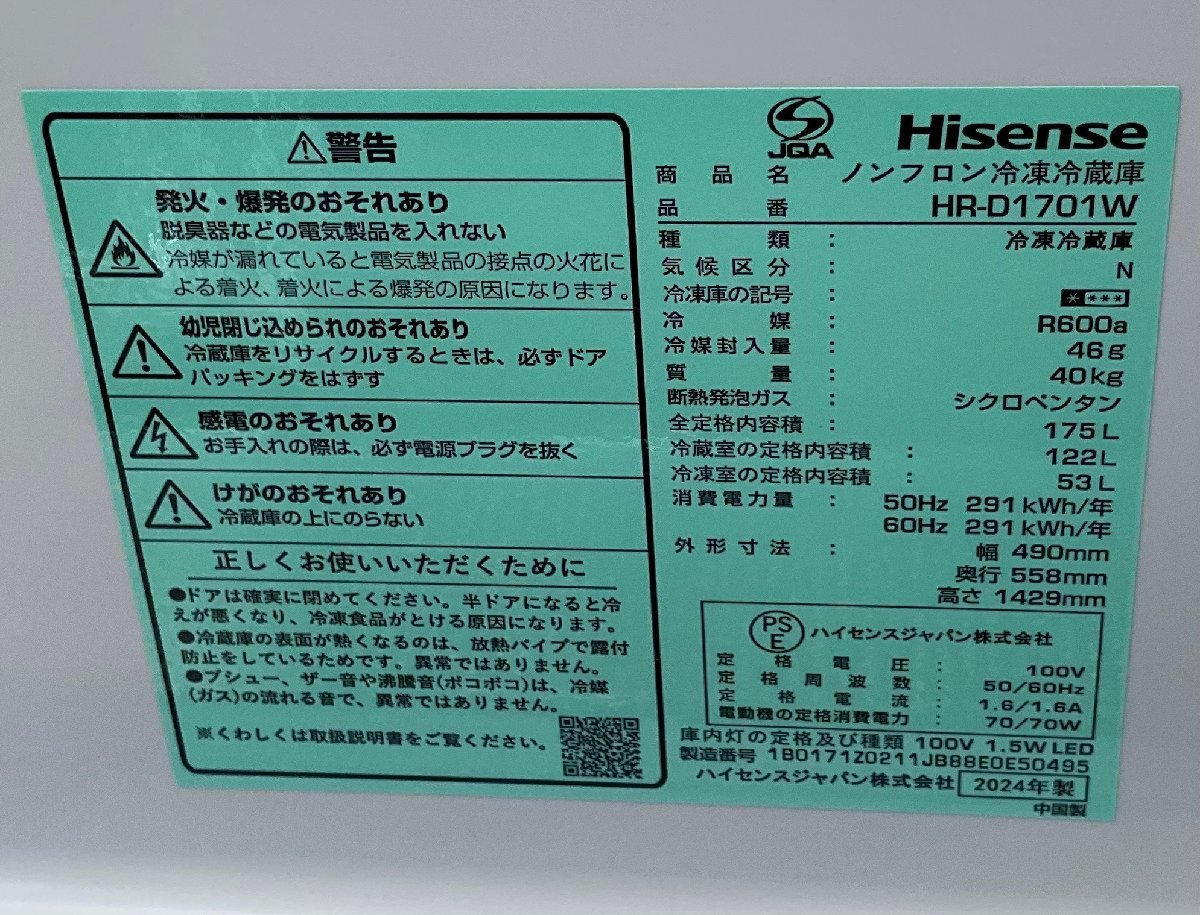 ⚠警告
発火・爆発のおそれあり
脱臭器などの電気製品を入れない
冷媒が漏れていると電気製品の接点の火花に
よる着火、着火による爆発の原因になります。
幼児閉じ込められのおそれあり
冷蔵庫をリサイクルするときは、必ずドア
パッキングをはずす
感電のおそれあり
お手入れの際は、必ず電源プラグを抜く
けがのおそれあり
冷蔵庫の上にのらない
正しくお使いいただくために
●ドアは確実に閉めてください。半ドアになると冷
えが悪くなり、冷凍食品がとける原因になります。
●冷蔵庫の表面が熱くなるのは、放熱パイプで露付
防止をしているためです。異常ではありません。
●プシュー、ザー音や沸騰音(ボコボコ)は、冷媒
(ガス)の流れる音で、異常ではありません。
※くわしくは取扱説明書をご覧ください。
JQA Hisense
商品名 ノンフロン冷凍冷蔵庫
品番 HR-D1701W
種類 : 冷凍冷蔵庫
気候区分 : N
冷凍庫の記号 : * ***
冷媒 : R600a
冷媒封入量 : 46g
質量 : 40kg
断熱発泡ガス : シクロペンタン
全定格内容積 : 175L
冷蔵室の定格内容積 : 122L
冷凍室の定格内容積 : 53L
消費電力量 : 50Hz 291kWh/年
60Hz 291kWh/年
外形寸法 : 幅 490mm
奥行 558mm
高さ 1429mm
PSE ハイセンスジャパン株式会社
定格電圧 : 100V
定格周波数 : 50/60Hz
定格電流 : 1.6/1.6A
電動機の定格消費電力 : 70/70W
庫内灯の定格及び種類 100V 1.5W LED
製造番号 1B0171Z0211JB88E0E50495
ハイセンスジャパン株式会社 2024年製
中国製